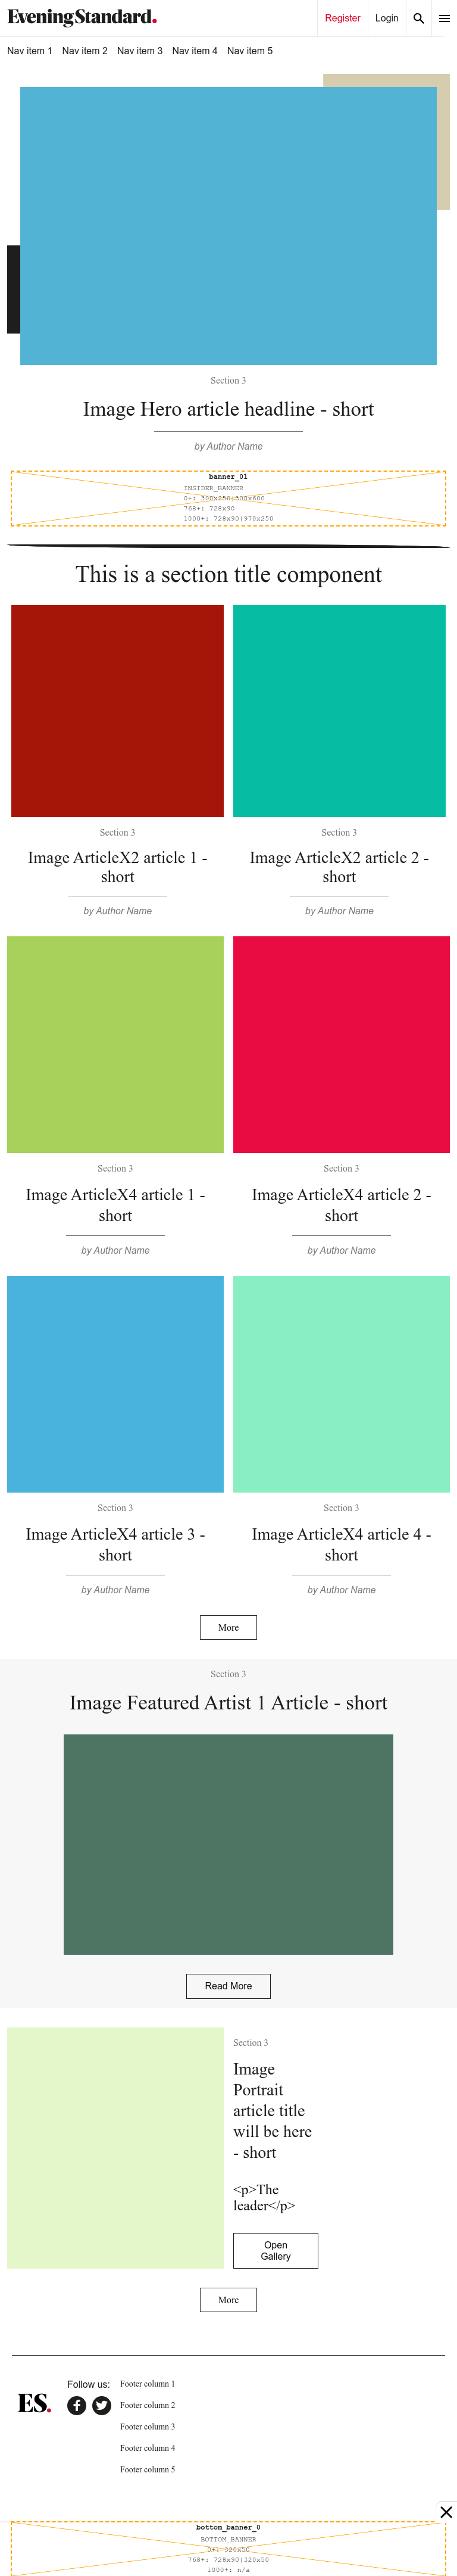 Evening Standard.
Register
Login
Nav item 1
Nav item 2
Nav item 3
Nav item 4
Nav item 5
Section 3
Image Hero article headline - short
by Author Name
banner_01
INSIDER_BANNER
0+: 300x250|300x600
768+: 728x90
1000+: 728x90|970x250
This is a section title component
Section 3
Image ArticleX2 article 1 -
short
by Author Name
Section 3
Image ArticleX2 article 2 -
short
by Author Name
Section 3
Image ArticleX4 article 1 -
short
by Author Name
Section 3
Image ArticleX4 article 2 -
short
by Author Name
Section 3
Image ArticleX4 article 3 -
short
by Author Name
Section 3
Image ArticleX4 article 4 -
short
by Author Name
More
Section 3
Image Featured Artist 1 Article - short
Read More
Section 3
Image
Portrait
article title
will be here
- short
<p>The
leader</p>
Open
Gallery
More
ES.
Follow us:
Footer column 1
Footer column 2
Footer column 3
Footer column 4
Footer column 5
bottom_banner_0
BOTTOM_BANNER
0+: 320x50
768+: 728x90|320x50
1000+: n/a